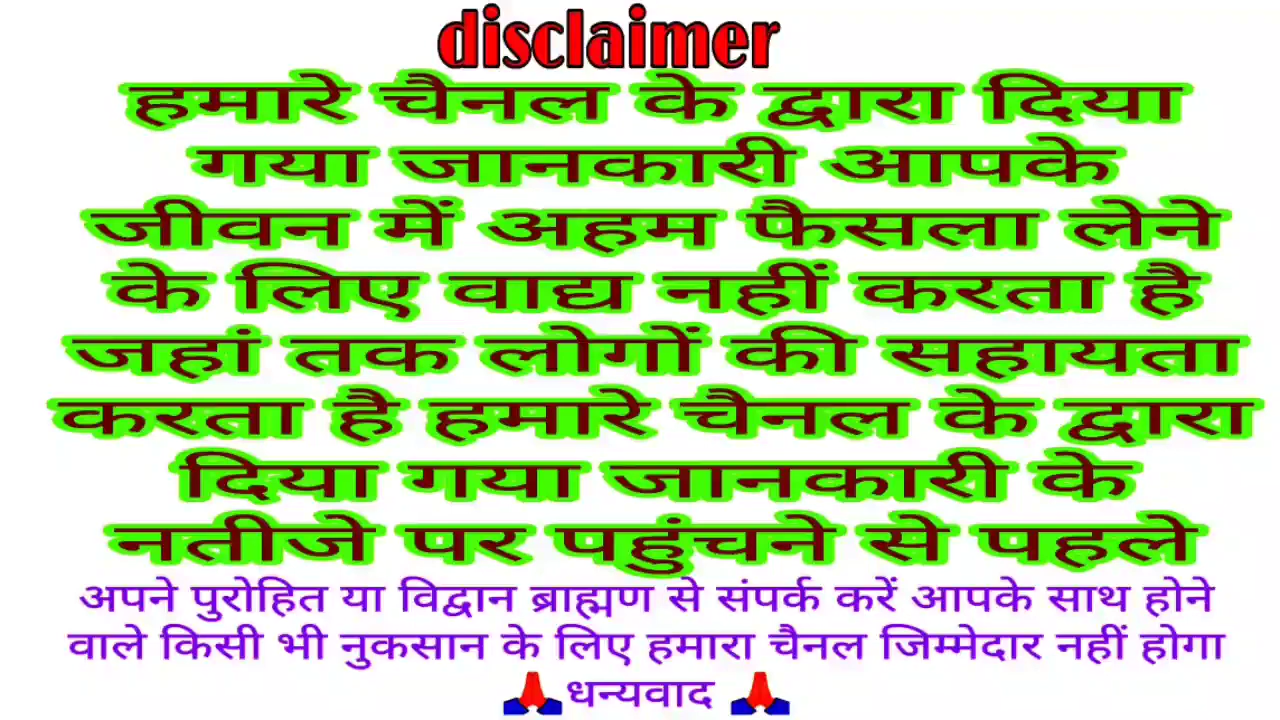 disclaimer
हमारे चैनल के द्वारा दिया
गया जानकारी आपके
जीवन में अहम फैसला लेने
के लिए वाद्य नहीं करता है
जहां तक लोगों की सहायता
करता है हमारे चैनल के द्वारा
दिया गया जानकारी के
नतीजे पर पहुंचने से पहले
अपने पुरोहित या विद्वान ब्राह्मण से संपर्क करें आपके साथ होने
वाले किसी भी नुकसान के लिए हमारा चैनल जिम्मेदार नहीं होगा
🙏धन्यवाद 🙏